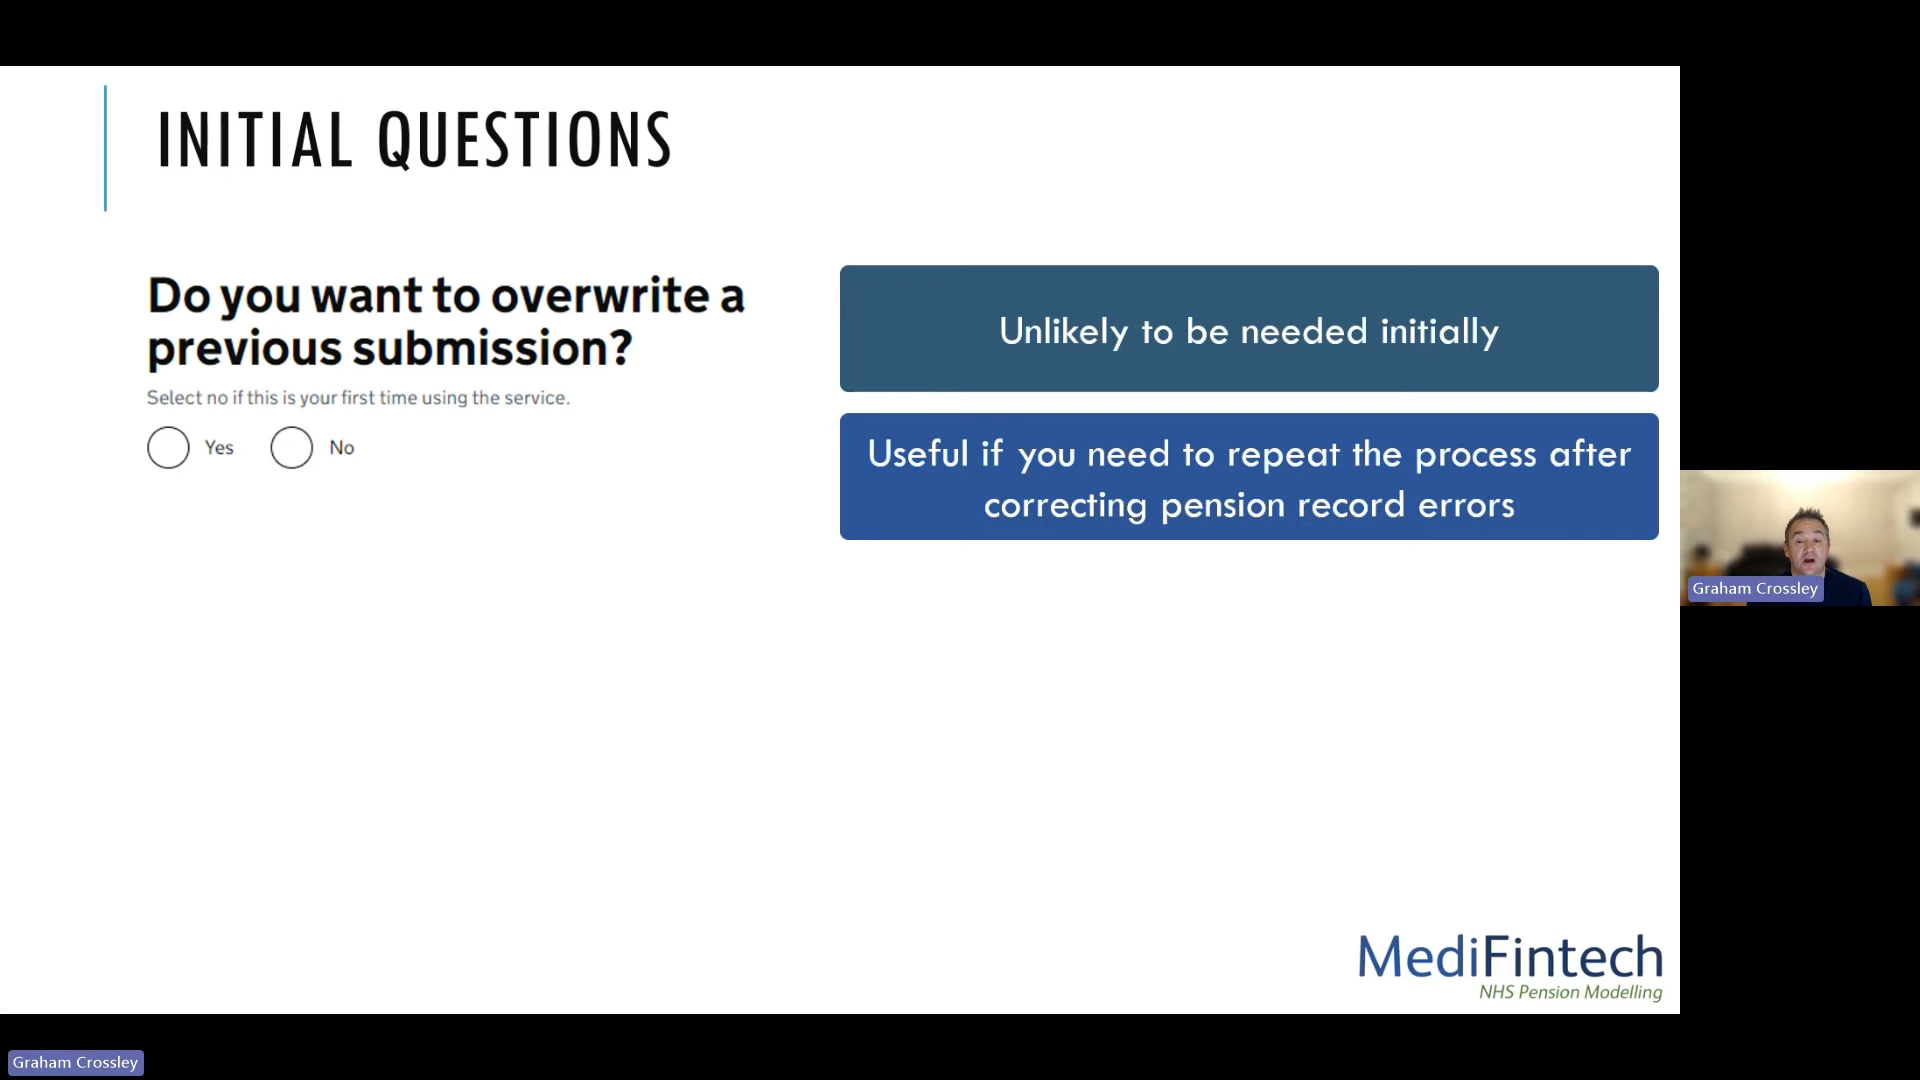 INITIAL QUESTIONS
Do you want to overwrite a
previous submission?
Select no if this is your first time using the service.
Yes No
Unlikely to be needed initially
Useful if you need to repeat the process after
correcting pension record errors
Graham Crossley
MediFintech
NHS Pension Modelling
Graham Crossley